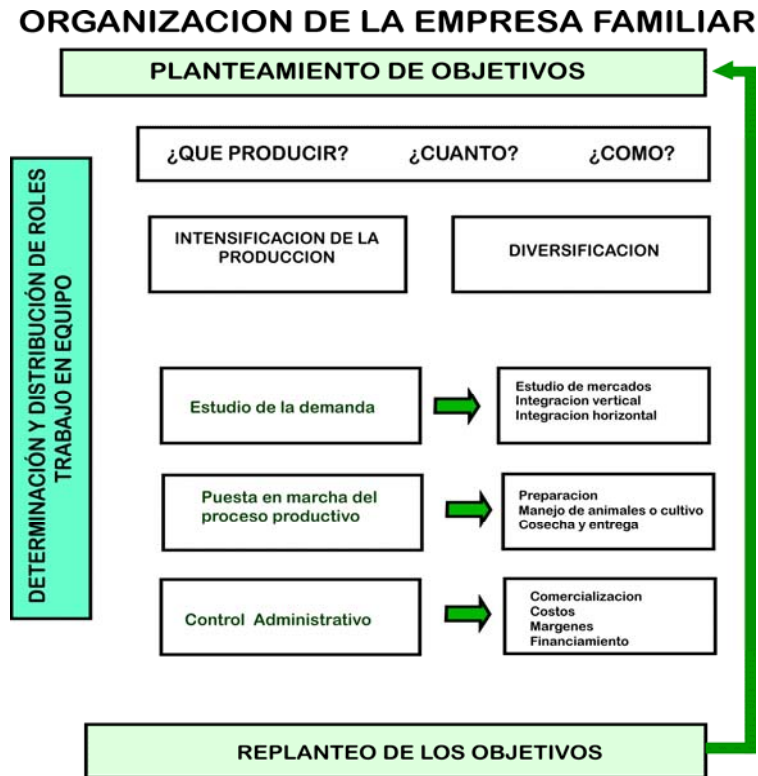 ORGANIZACION DE LA EMPRESA FAMILIAR
PLANTEAMIENTO DE OBJETIVOS
¿QUE PRODUCIR? ¿CUANTO? ¿COMO?
DETERMINACIÓN Y DISTRIBUCIÓN DE ROLES
TRABAJO EN EQUIPO
INTENSIFICACION DE LA
PRODUCCION
DIVERSIFICACION
Estudio de la demanda
Estudio de mercados
Integracion vertical
Integracion horizontal
Puesta en marcha del
proceso productivo
Preparacion
Manejo de animales o cultivo
Cosecha y entrega
Control Administrativo
Comercializacion
Costos
Margenes
Financiamiento
REPLANTEO DE LOS OBJETIVOS